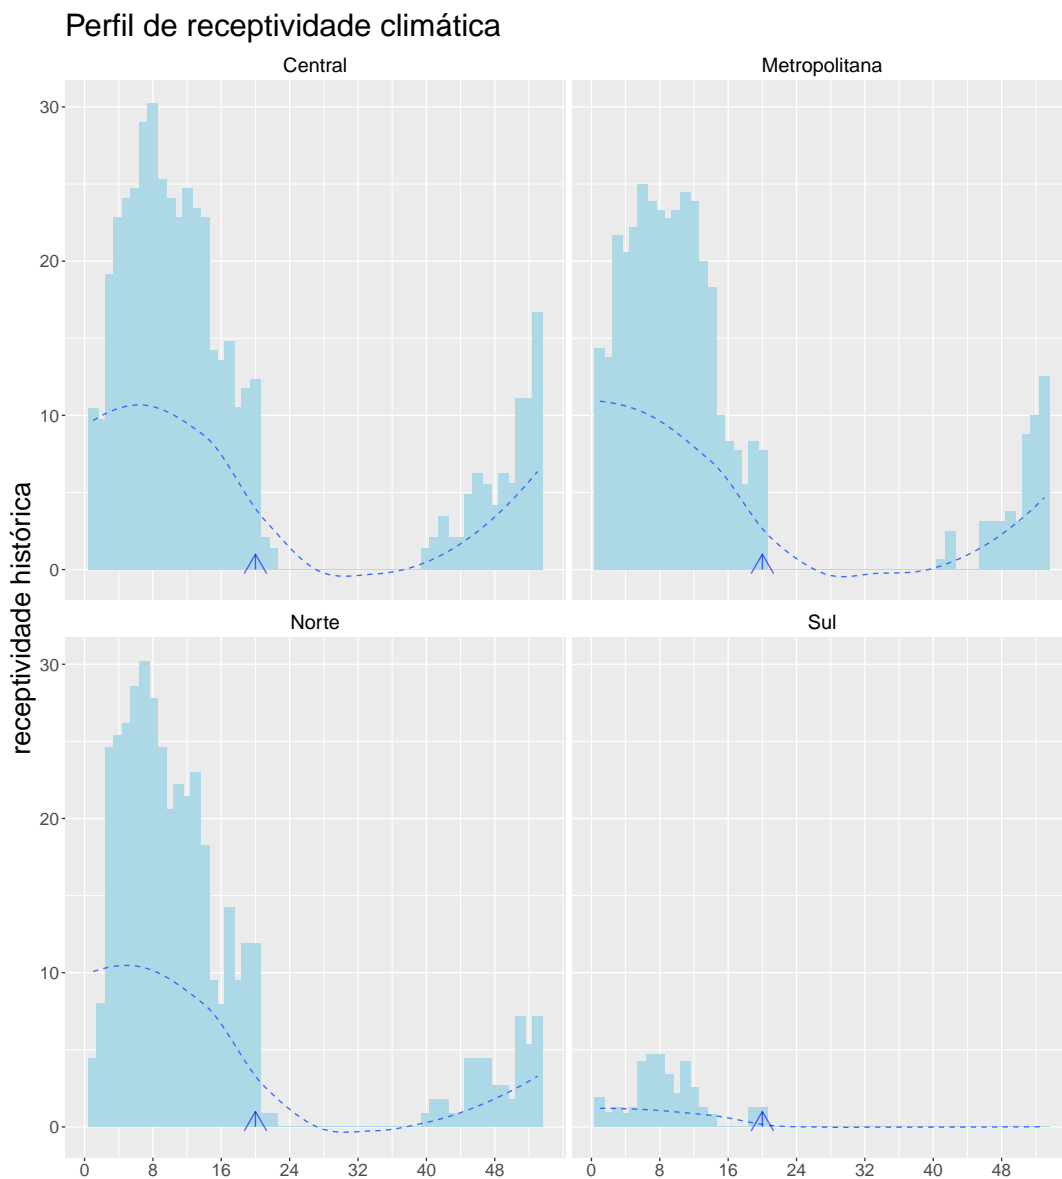 Perfil de receptividade climática
Central
Metropolitana
30
20
10
0
receptividade histórica
Norte
Sul
30
20
10
0
0 8 16 24 32 40 48
0 8 16 24 32 40 48